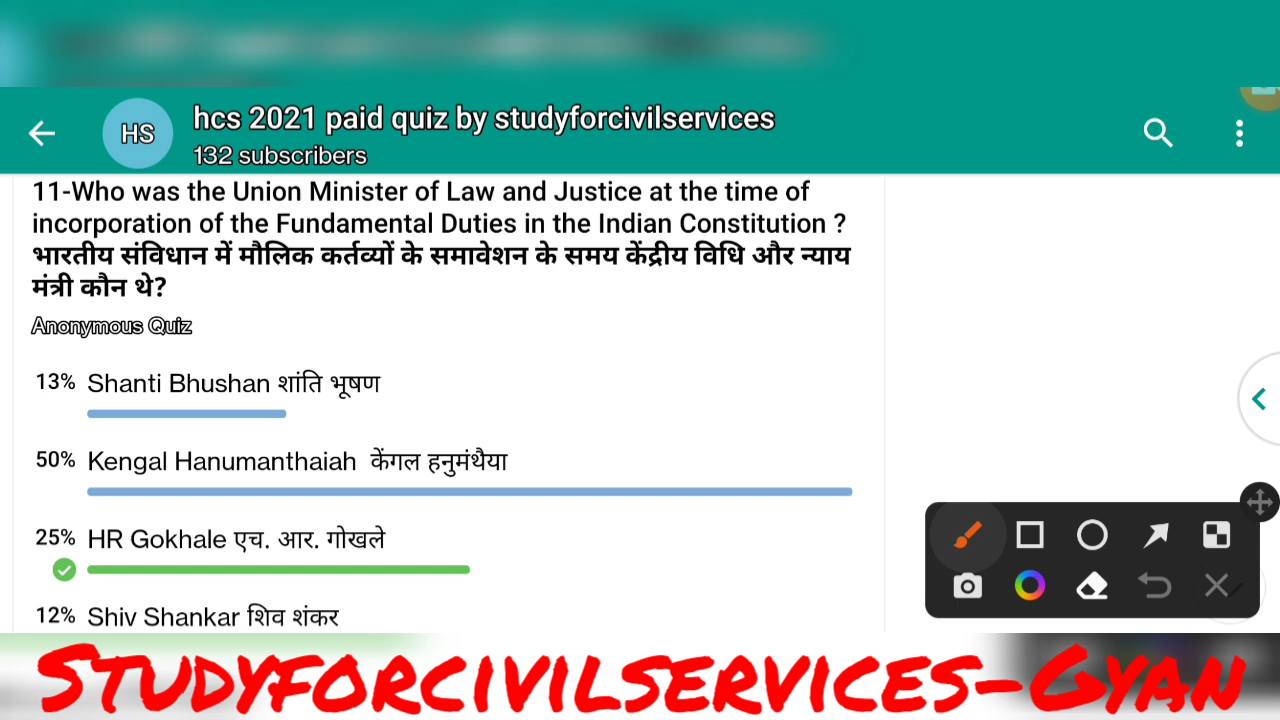 HS
hcs 2021 paid quiz by studyforcivilservices
132 subscribers
11-Who was the Union Minister of Law and Justice at the time of
incorporation of the Fundamental Duties in the Indian Constitution ?
भारतीय संविधान में मौलिक कर्तव्यों के समावेशन के समय केंद्रीय विधि और न्याय
मंत्री कौन थे?
Anonymous Quiz
13% Shanti Bhushan शांति भूषण
50% Kengal Hanumanthaiah केंगल हनुमंथैया
25% HR Gokhale एच. आर. गोखले
12% Shiv Shankar शिव शंकर
Studyforcivilservices-Gyan